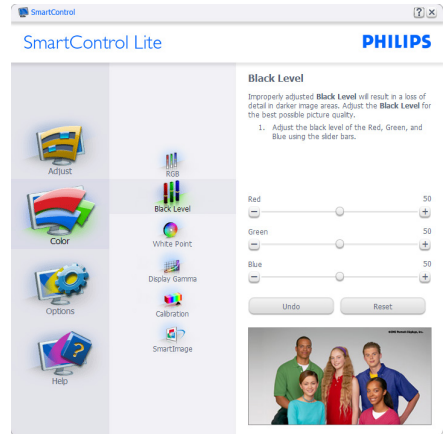 SmartControl
SmartControl Lite
PHILIPS
Adjust
Color
Options
Help
RGB
Black Level
White Point
Display Gamma
Calibration
SmartImage
Black Level
Improperly adjusted Black Level will result in a loss of
detail in darker image areas. Adjust the Black Level for
the best possible picture quality.
1. Adjust the black level of the Red, Green, and
Blue using the slider bars.
Red 50
Green 50
Blue 50
Undo
Reset